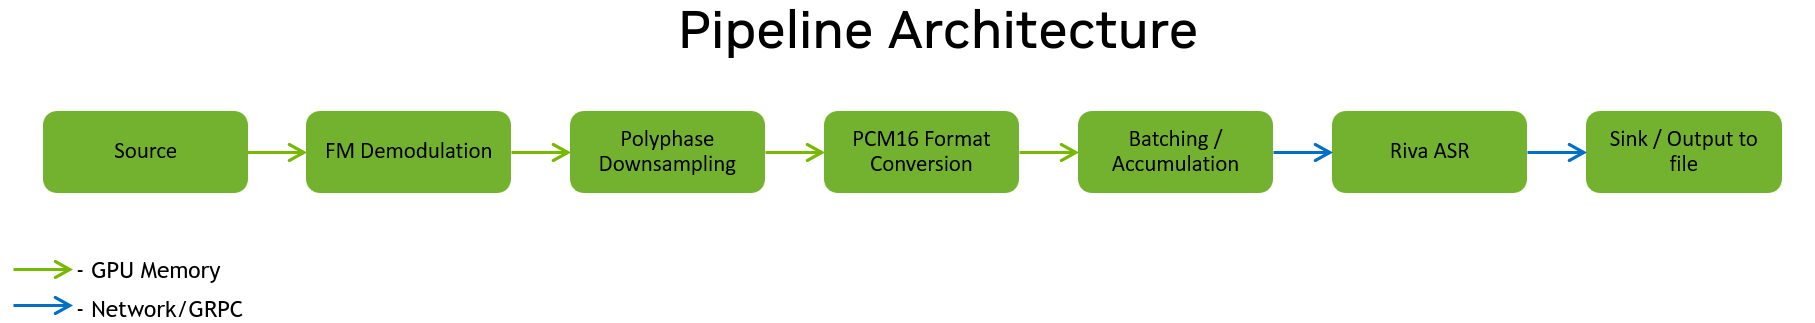 Pipeline Architecture
Source
FM Demodulation
Polyphase
Downsampling
PCM16 Format
Conversion
Batching /
Accumulation
Riva ASR
Sink / Output to
file
- GPU Memory
- Network/GRPC